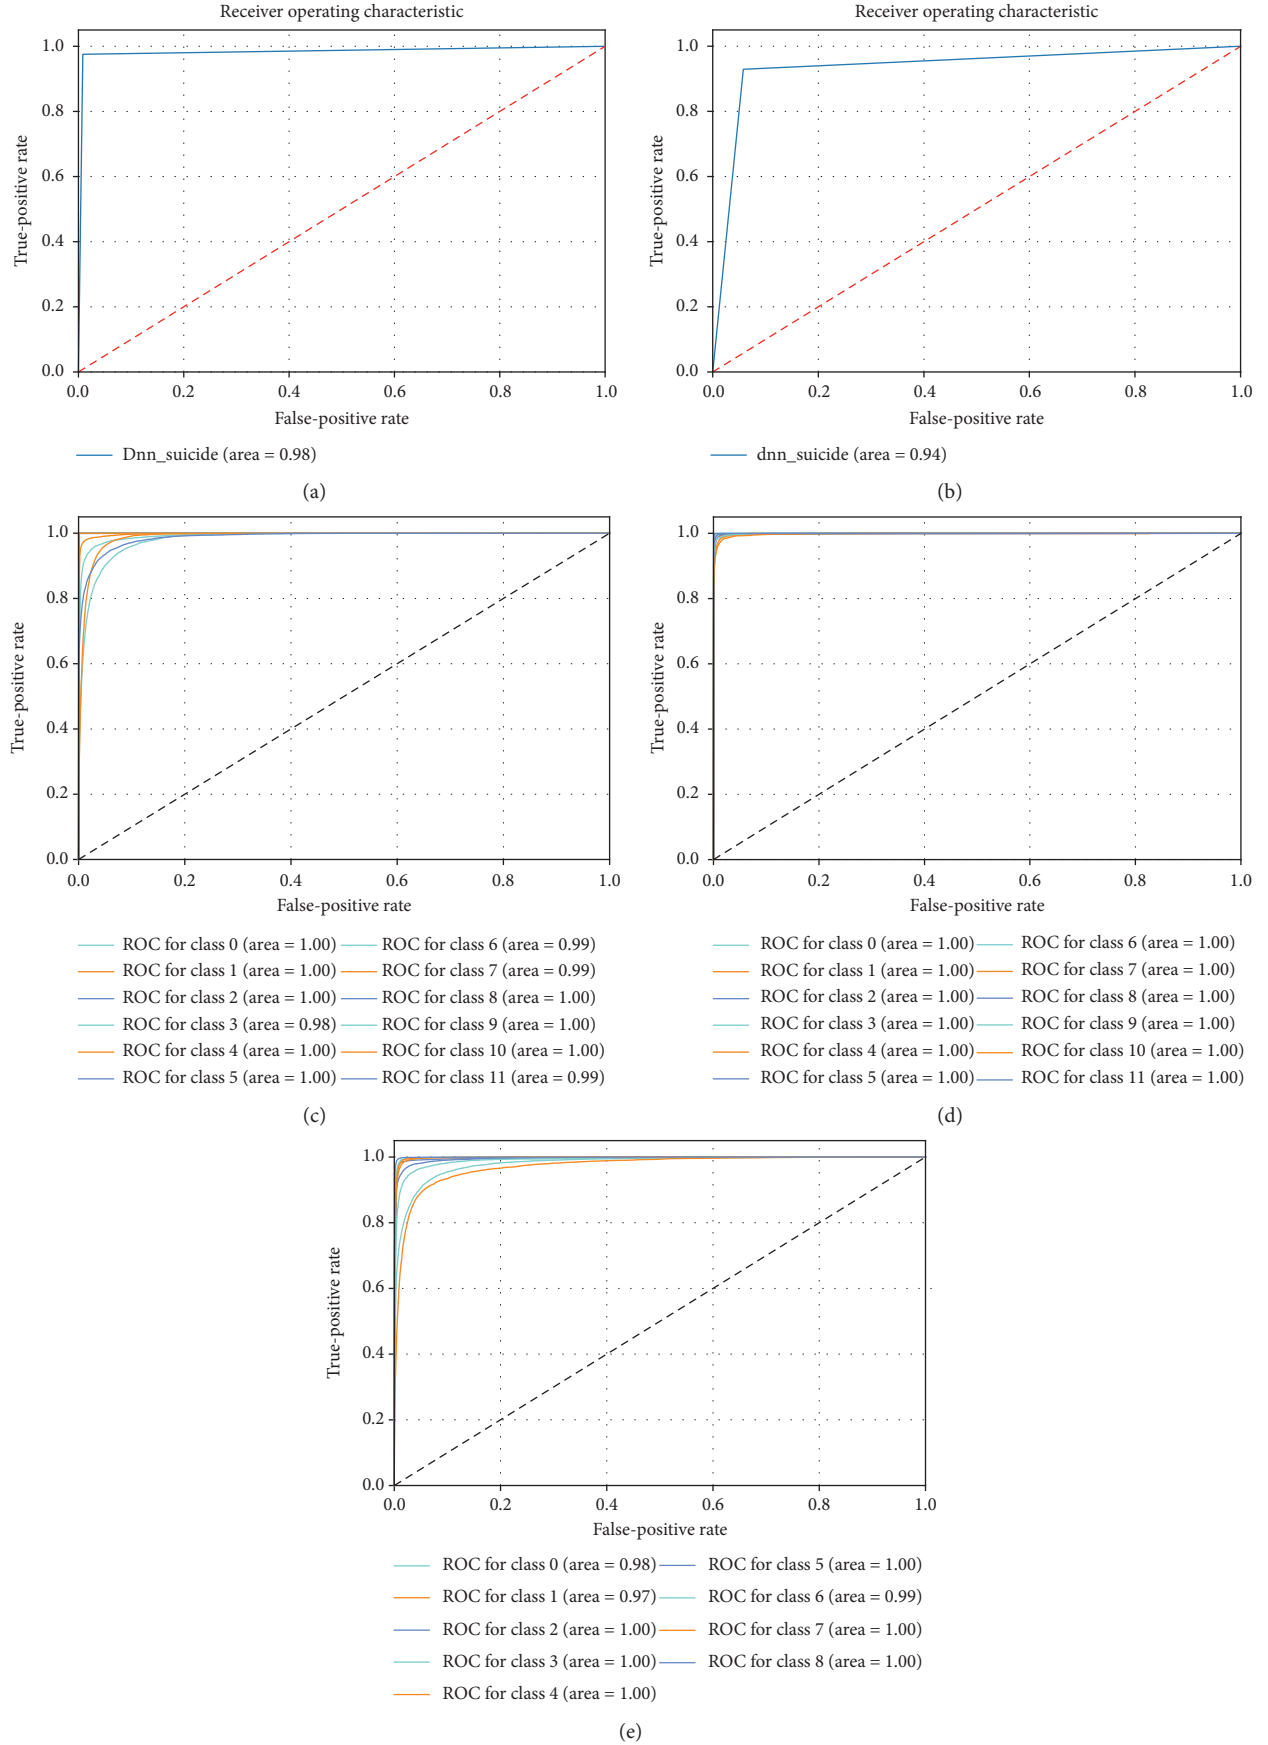 Receiver operating characteristic
1.0
0.8
0.6
0.4
0.2
0.0
True-positive rate
0.0 0.2 0.4 0.6 0.8 1.0
False-positive rate
Dnn_suicide (area = 0.98)
(a)
Receiver operating characteristic
1.0
0.8
0.6
0.4
0.2
0.0
True-positive rate
0.0 0.2 0.4 0.6 0.8 1.0
False-positive rate
dnn_suicide (area = 0.94)
(b)
1.0
0.8
0.6
0.4
0.2
0.0
True-positive rate
0.0 0.2 0.4 0.6 0.8 1.0
False-positive rate
ROC for class 0 (area = 1.00)
ROC for class 1 (area = 1.00)
ROC for class 2 (area = 1.00)
ROC for class 3 (area = 0.98)
ROC for class 4 (area = 1.00)
ROC for class 5 (area = 1.00)
ROC for class 6 (area = 0.99)
ROC for class 7 (area = 0.99)
ROC for class 8 (area = 1.00)
ROC for class 9 (area = 1.00)
ROC for class 10 (area = 1.00)
ROC for class 11 (area = 0.99)
(c)
1.0
0.8
0.6
0.4
0.2
0.0
True-positive rate
0.0 0.2 0.4 0.6 0.8 1.0
False-positive rate
ROC for class 0 (area = 1.00)
ROC for class 1 (area = 1.00)
ROC for class 2 (area = 1.00)
ROC for class 3 (area = 1.00)
ROC for class 4 (area = 1.00)
ROC for class 5 (area = 1.00)
ROC for class 6 (area = 1.00)
ROC for class 7 (area = 1.00)
ROC for class 8 (area = 1.00)
ROC for class 9 (area = 1.00)
ROC for class 10 (area = 1.00)
ROC for class 11 (area = 1.00)
(d)
1.0
0.8
0.6
0.4
0.2
0.0
True-positive rate
0.0 0.2 0.4 0.6 0.8 1.0
False-positive rate
ROC for class 0 (area = 0.98)
ROC for class 1 (area = 0.97)
ROC for class 2 (area = 1.00)
ROC for class 3 (area = 1.00)
ROC for class 4 (area = 1.00)
ROC for class 5 (area = 1.00)
ROC for class 6 (area = 0.99)
ROC for class 7 (area = 1.00)
ROC for class 8 (area = 1.00)
(e)